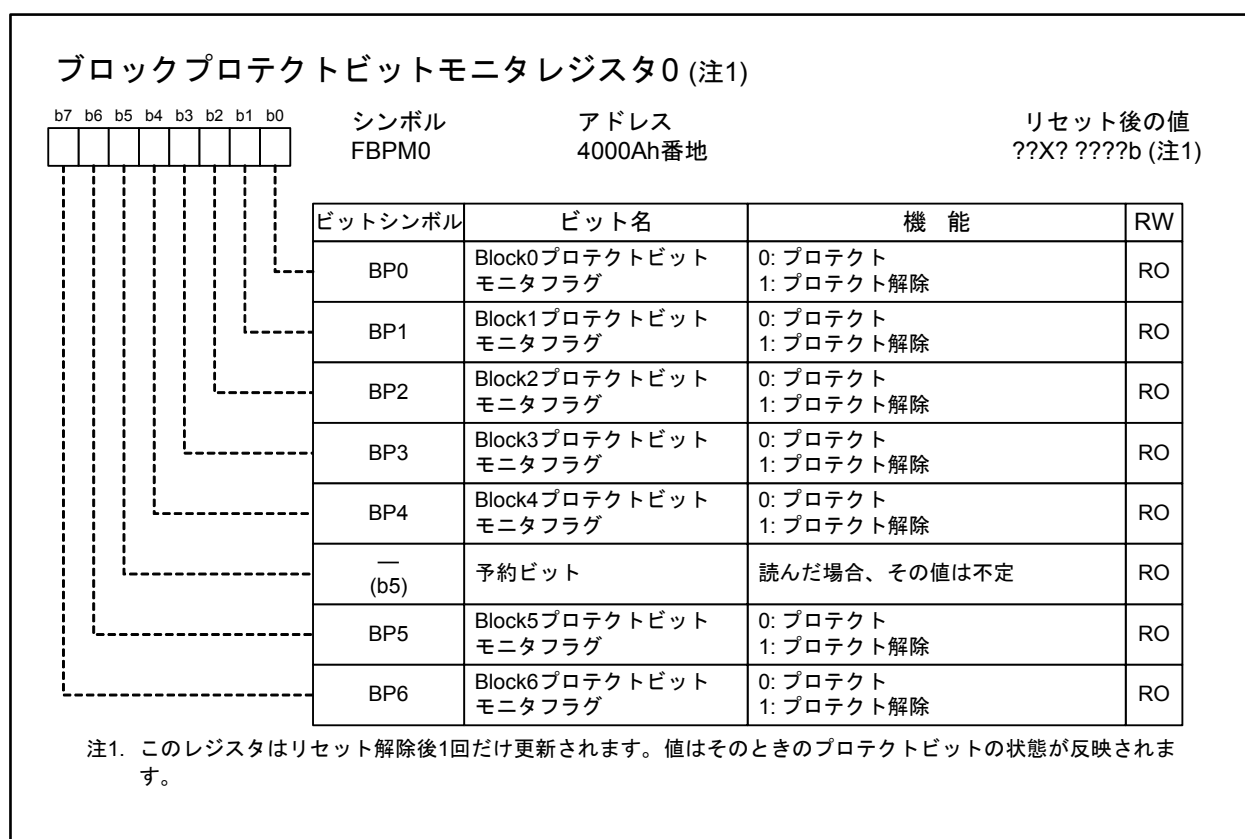 ブロックプロテクトビットモニタレジスタ0 (注1)
b7 b6 b5 b4 b3 b2 b1 b0
シンボル アドレス リセット後の値
FBPM0 4000Ah番地 ??X? ????b (注1)
ビットシンボル ビット名 機 能 RW
BP0 Block0プロテクトビット 0: プロテクト RO
モニタフラグ 1: プロテクト解除
BP1 Block1プロテクトビット 0: プロテクト RO
モニタフラグ 1: プロテクト解除
BP2 Block2プロテクトビット 0: プロテクト RO
モニタフラグ 1: プロテクト解除
BP3 Block3プロテクトビット 0: プロテクト RO
モニタフラグ 1: プロテクト解除
BP4 Block4プロテクトビット 0: プロテクト RO
モニタフラグ 1: プロテクト解除
— 予約ビット 読んだ場合、その値は不定 RO
(b5)
BP5 Block5プロテクトビット 0: プロテクト RO
モニタフラグ 1: プロテクト解除
BP6 Block6プロテクトビット 0: プロテクト RO
モニタフラグ 1: プロテクト解除
注1. このレジスタはリセット解除後1回だけ更新されます。値はそのときのプロテクトビットの状態が反映されま
す。